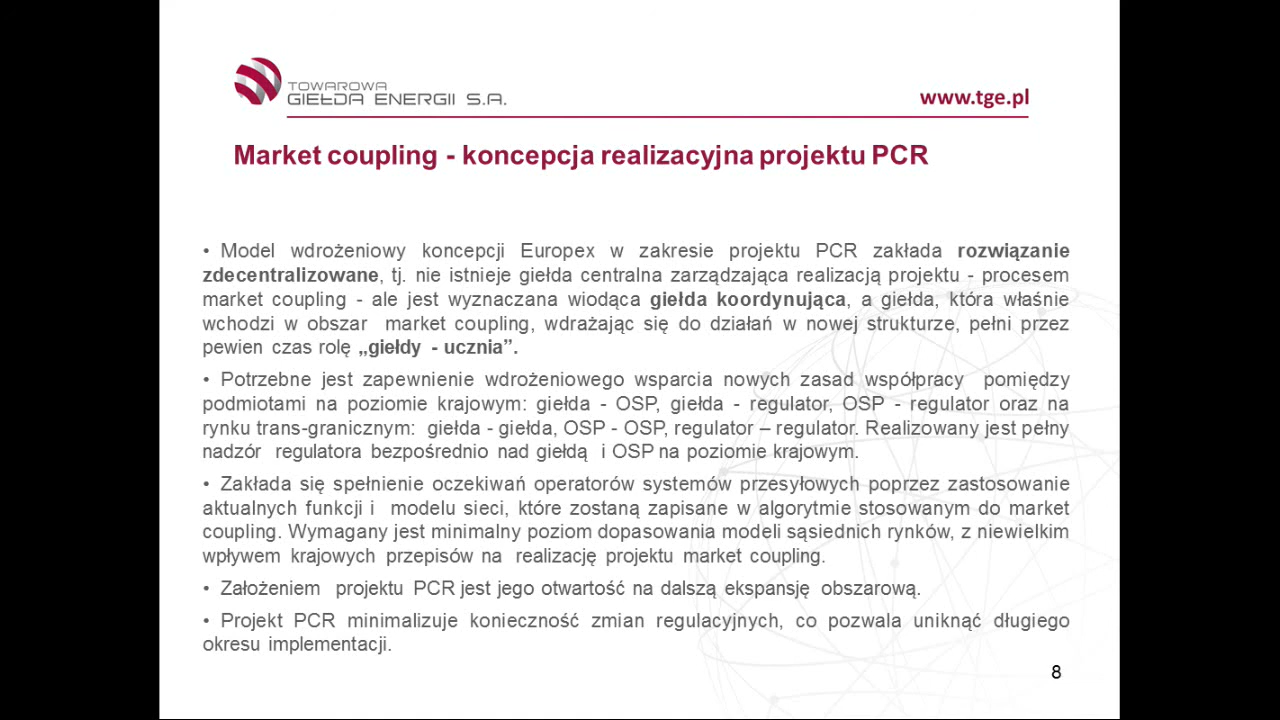 TOWAROWA
GIEŁDA ENERGII S.A.
www.tge.pl
Market coupling - koncepcja realizacyjna projektu PCR
• Model wdrożeniowy koncepcji Europex w zakresie projektu PCR zakłada rozwiązanie
zdecentralizowane, tj. nie istnieje giełda centralna zarządzająca realizacją projektu - procesem
market coupling - ale jest wyznaczana wiodąca giełda koordynująca, a giełda, która właśnie
wchodzi w obszar market coupling, wdrażając się do działań w nowej strukturze, pełni przez
pewien czas rolę „giełdy - ucznia”.
• Potrzebne jest zapewnienie wdrożeniowego wsparcia nowych zasad współpracy pomiędzy
podmiotami na poziomie krajowym: giełda - OSP, giełda - regulator, OSP - regulator oraz na
rynku trans-granicznym: giełda - giełda, OSP - OSP, regulator – regulator. Realizowany jest pełny
nadzór regulatora bezpośrednio nad giełdą i OSP na poziomie krajowym.
• Zakłada się spełnienie oczekiwań operatorów systemów przesyłowych poprzez zastosowanie
aktualnych funkcji i modelu sieci, które zostaną zapisane w algorytmie stosowanym do market
coupling. Wymagany jest minimalny poziom dopasowania modeli sąsiednich rynków, z niewielkim
wpływem krajowych przepisów na realizację projektu market coupling.
• Założeniem projektu PCR jest jego otwartość na dalszą ekspansję obszarową.
• Projekt PCR minimalizuje konieczność zmian regulacyjnych, co pozwala uniknąć długiego
okresu implementacji.
8